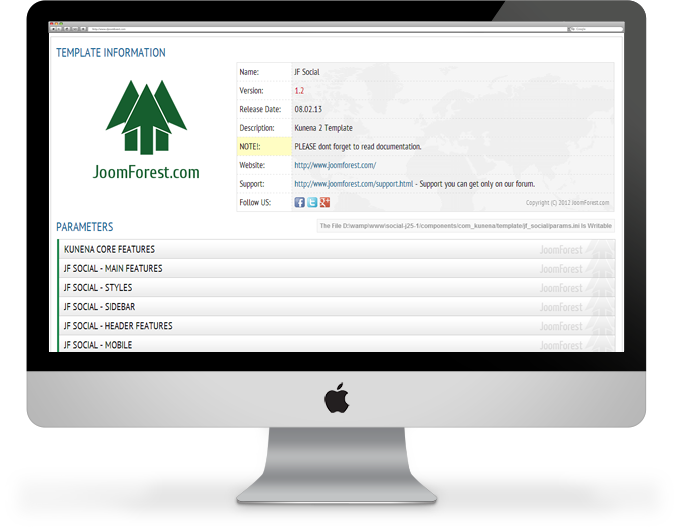 TEMPLATE INFORMATION
JoomForest.com
Name: JF Social
Version: 1.2
Release Date: 08.02.13
Description: Kunena 2 Template
NOTE!: PLEASE dont forget to read documentation.
Website: http://www.joomforest.com/
Support: http://www.joomforest.com/support.html - Support you can get only on our forum.
Follow US:
Copyright (C) 2012 JoomForest.com
PARAMETERS
The File D:\wamp\www\social-j25-1/components/com_kunena/template/jf_social/params.ini Is Writable
KUNENA CORE FEATURES JoomForest
JF SOCIAL - MAIN FEATURES JoomForest
JF SOCIAL - STYLES JoomForest
JF SOCIAL - SIDEBAR JoomForest
JF SOCIAL - HEADER FEATURES JoomForest
JF SOCIAL - MOBILE JoomForest